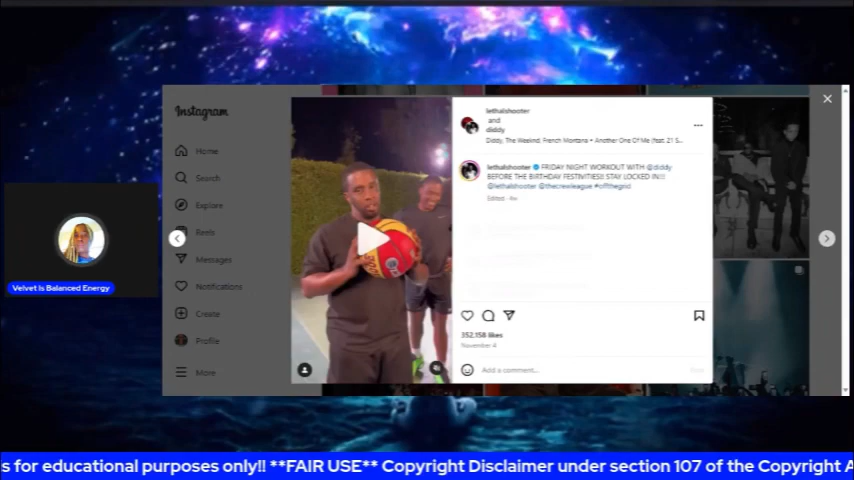 Instagram
Home
Search
Explore
Reels
Messages
Notifications
Create
Profile
More
lethalshooter
and
diddy
Diddy, The Weeknd, French Montana • Another One Of Me (feat. 21 S...
lethalshooter FRIDAY NIGHT WORKOUT WITH @diddy
BEFORE THE BIRTHDAY FESTIVITIES!! STAY LOCKED IN!!!
@lethalshooter @thecrewleague #offthegrid
Edited · 4w
352,158 likes
November 4
Add a comment...
Velvet Is Balanced Energy
s for educational purposes only!! **FAIR USE** Copyright Disclaimer under section 107 of the Copyright A